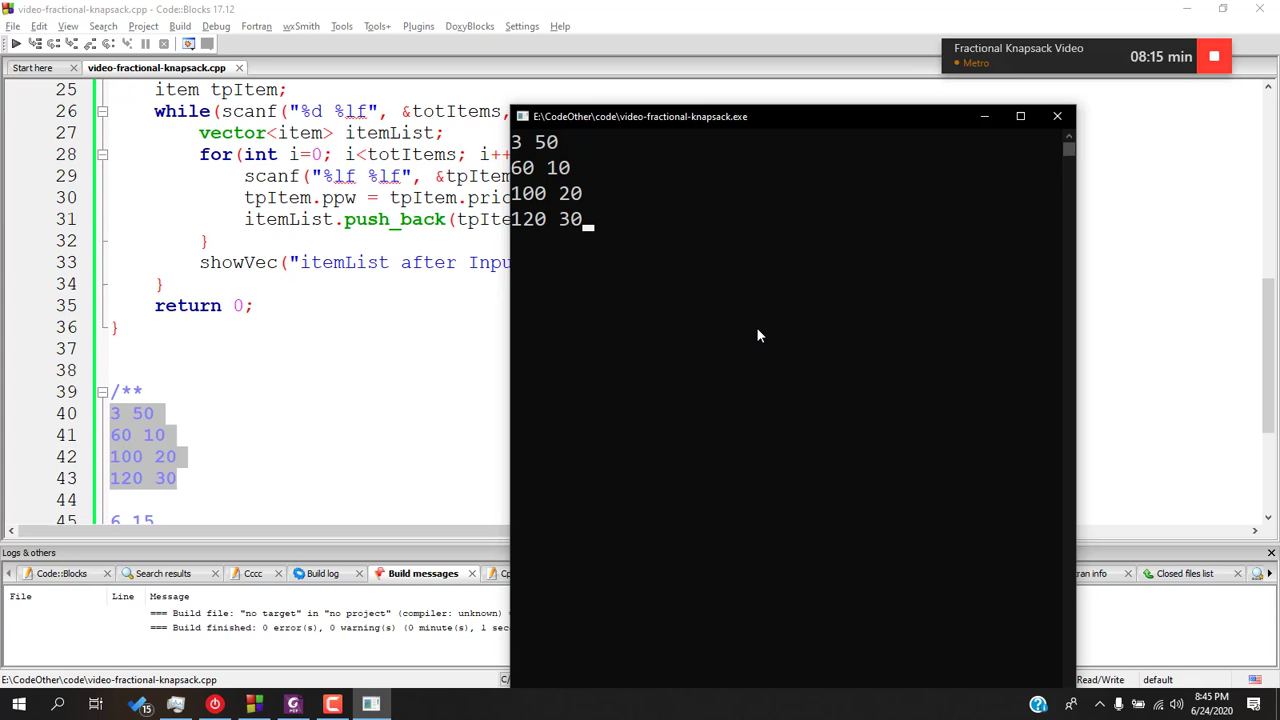 video-fractional-knapsack.cpp - Code::Blocks 17.12
File Edit View Search Project Build Debug Fortran wxSmith Tools Tools+ Plugins DoxyBlocks Settings Help
Fractional Knapsack Video
Metro
08:15 min
Start here
video-fractional-knapsack.cpp
25 item tpItem;
26 while(scanf("%d %lf", &totItems,
27 vector<item> itemList;
28 for(int i=0; i<totItems; i++
29 scanf("%lf %lf", &tpItem
30 tpItem.ppw = tpItem.pric
31 itemList.push_back(tpIte
32 }
33 showVec("itemList after Inpu
34 }
35 return 0;
36 }
37
38
39 /**
40 3 50
41 60 10
42 100 20
43 120 30
44
45 6 15
E:\CodeOther\code\video-fractional-knapsack.exe
3 50
60 10
100 20
120 30
Logs & others
Code::Blocks
Search results
Cccc
Build log
Build messages
ran info
Closed files list
File Line Message
=== Build file: "no target" in "no project" (compiler: unknown)
=== Build finished: 0 error(s), 0 warning(s) (0 minute(s), 1 seco
E:\CodeOther\code\video-fractional-knapsack.cpp
C/
Read/Write
default
15
8:45 PM
6/24/2020